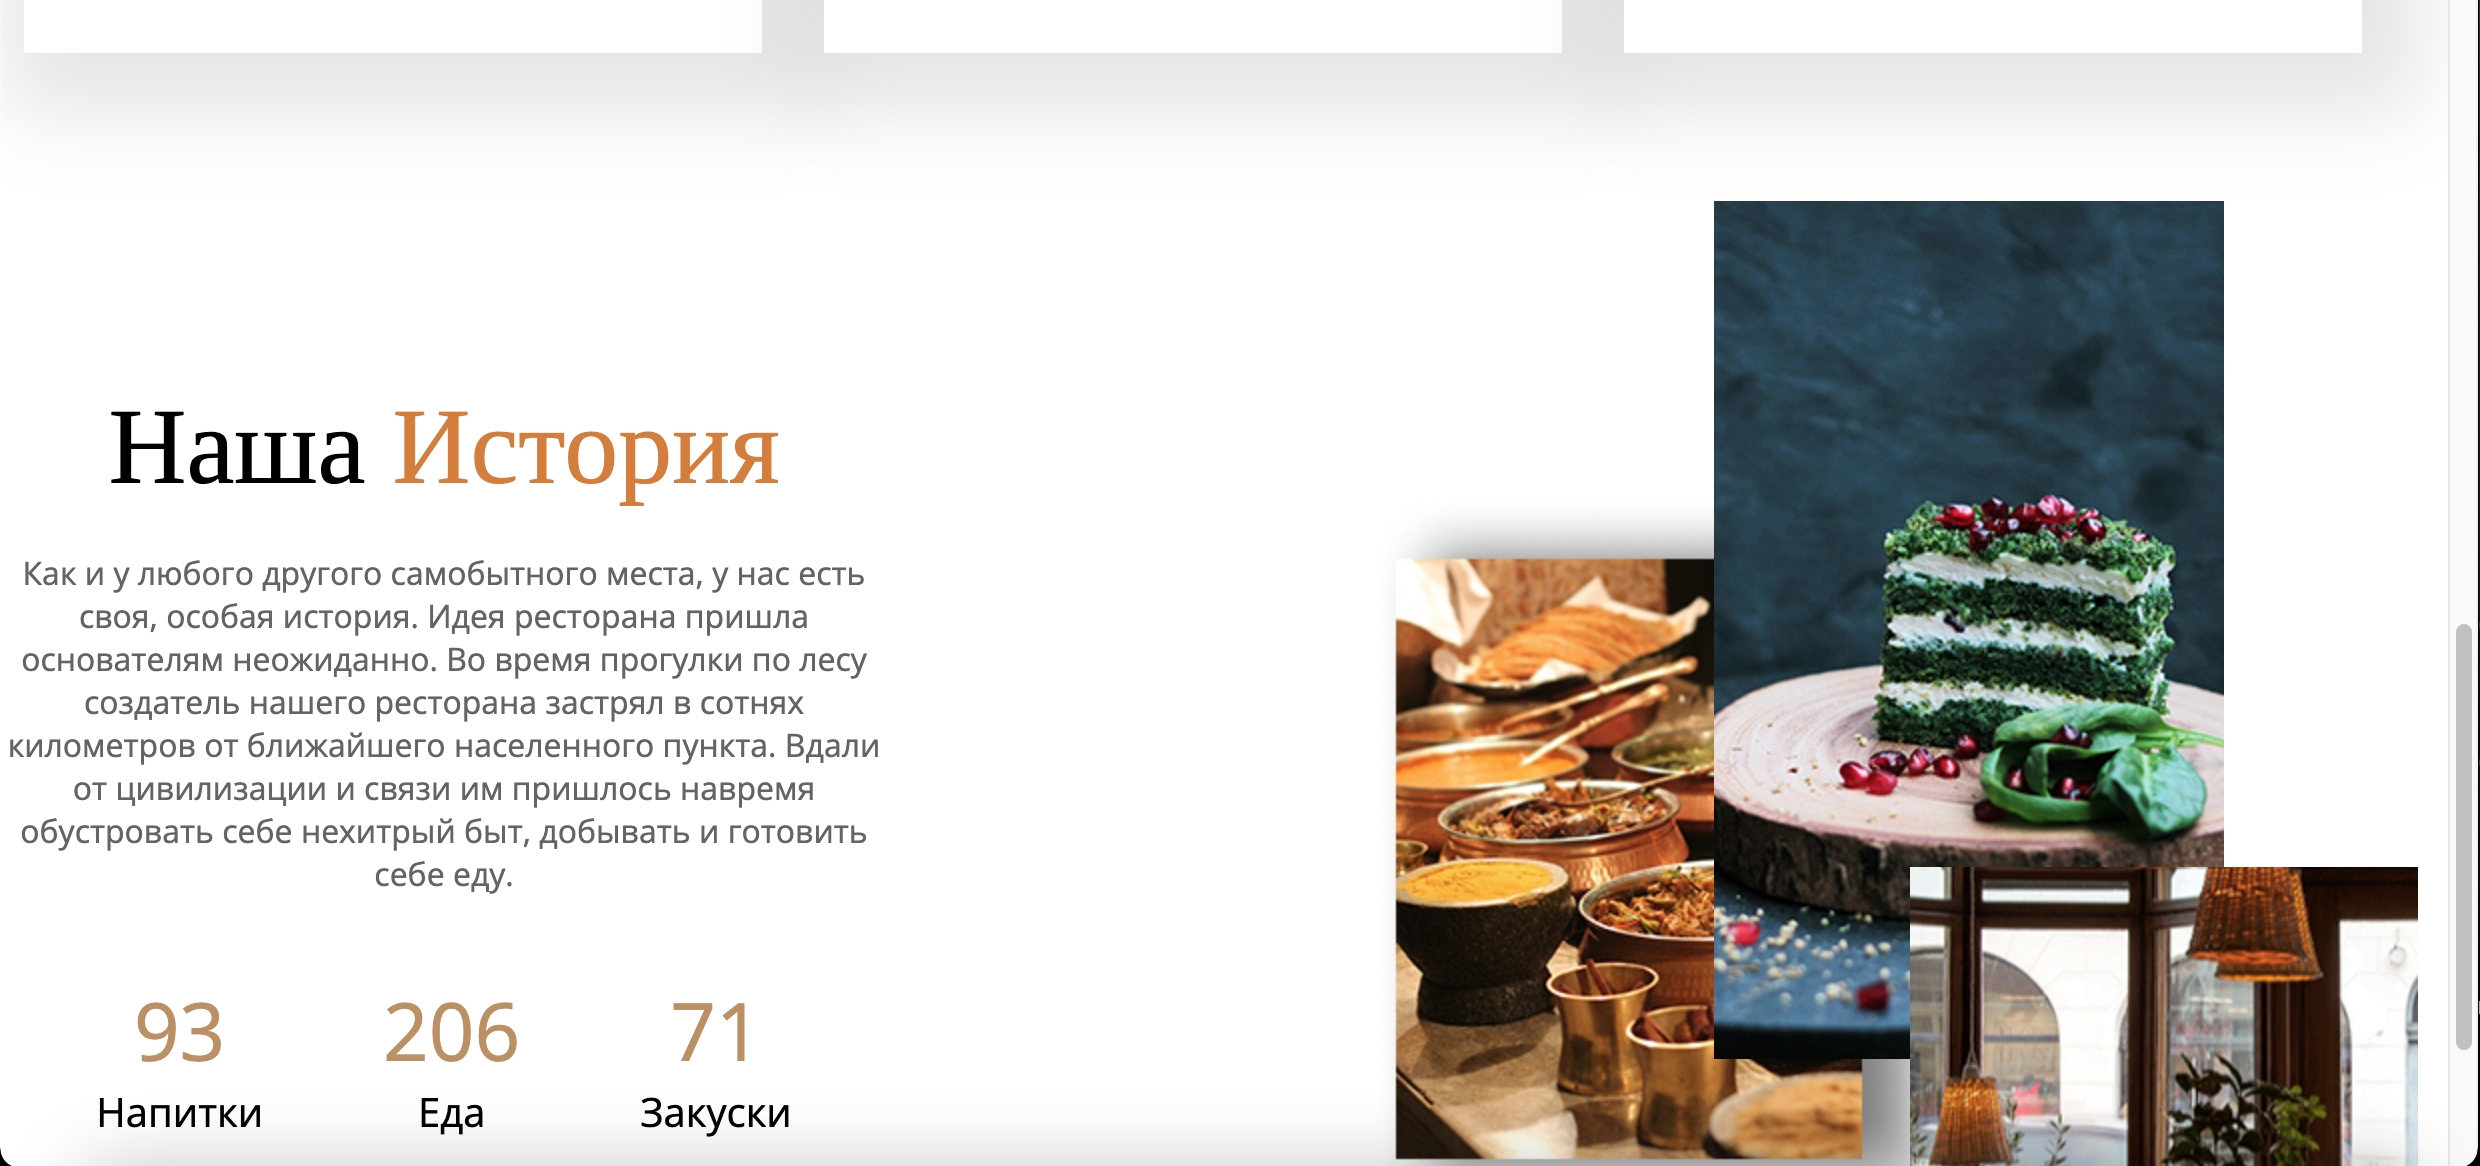 Наша История
Как и у любого другого самобытного места, у нас есть
своя, особая история. Идея ресторана пришла
основателям неожиданно. Во время прогулки по лесу
создатель нашего ресторана застрял в сотнях
километров от ближайшего населенного пункта. Вдали
от цивилизации и связи им пришлось навремя
обустровать себе нехитрый быт, добывать и готовить
себе еду.
93 206 71
Напитки Еда Закуски